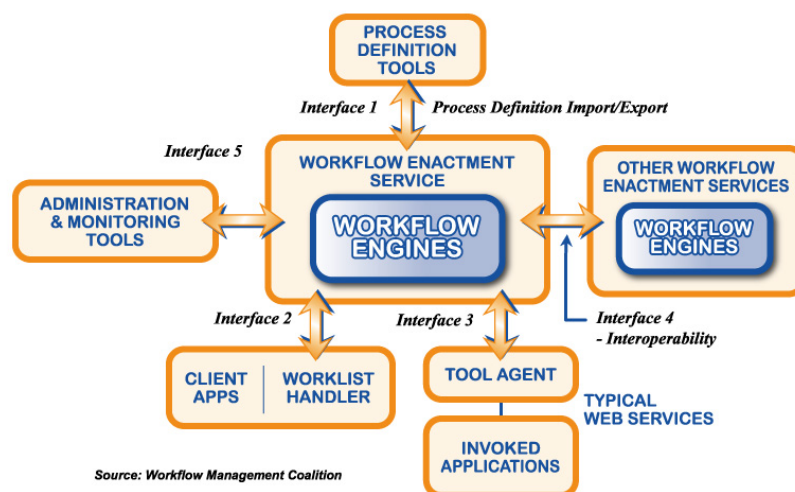 PROCESS
DEFINITION
TOOLS
Interface 1
Process Definition Import/Export
Interface 5
WORKFLOW ENACTMENT
SERVICE
WORKFLOW
ENGINES
OTHER WORKFLOW
ENACTMENT SERVICES
WORKFLOW
ENGINES
ADMINISTRATION
& MONITORING
TOOLS
Interface 2
Interface 3
Interface 4
- Interoperability
CLIENT
APPS
WORKLIST
HANDLER
TOOL AGENT
TYPICAL
WEB SERVICES
INVOKED
APPLICATIONS
Source: Workflow Management Coalition